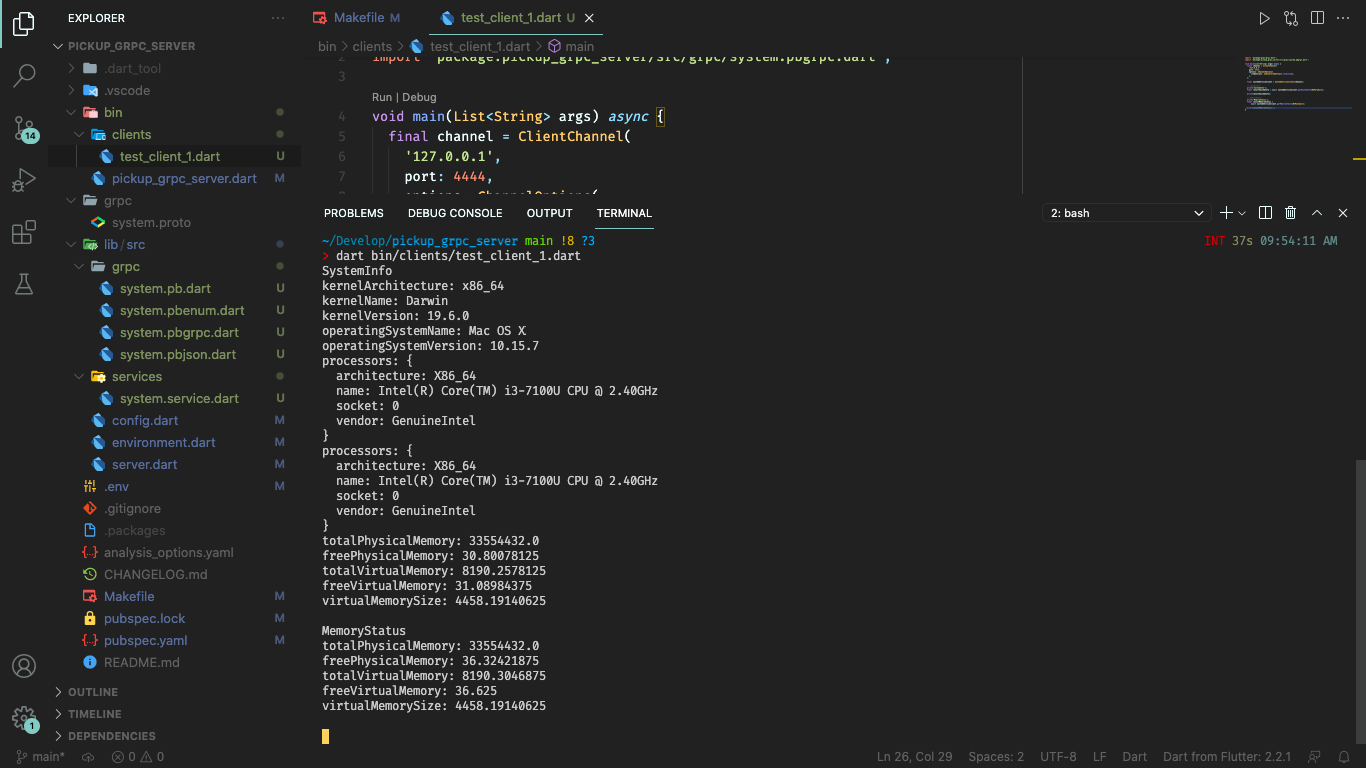 EXPLORER
PICKUP_GRPC_SERVER
.dart_tool
.vscode
bin
clients
test_client_1.dart U
pickup_grpc_server.dart M
grpc
system.proto
lib / src
grpc
system.pb.dart U
system.pbenum.dart U
system.pbgrpc.dart U
system.pbjson.dart U
services
system.service.dart U
config.dart M
environment.dart M
server.dart M
.env M
.gitignore
.packages
analysis_options.yaml
CHANGELOG.md
Makefile M
pubspec.lock M
pubspec.yaml M
README.md
OUTLINE
TIMELINE
DEPENDENCIES
14
1
Makefile M
test_client_1.dart U
bin > clients > test_client_1.dart > main
2 import 'package:pickup_grpc_server/src/grpc/system.pbgrpc.dart';
3
Run | Debug
4 void main(List<String> args) async {
5 final channel = ClientChannel(
6 '127.0.0.1',
7 port: 4444,
8 options: ChannelOptions(
PROBLEMS DEBUG CONSOLE OUTPUT TERMINAL
2: bash
~/Develop/pickup_grpc_server main !8 ?3 INT 37s 09:54:11 AM
> dart bin/clients/test_client_1.dart
SystemInfo
kernelArchitecture: x86_64
kernelName: Darwin
kernelVersion: 19.6.0
operatingSystemName: Mac OS X
operatingSystemVersion: 10.15.7
processors: {
architecture: X86_64
name: Intel(R) Core(TM) i3-7100U CPU @ 2.40GHz
socket: 0
vendor: GenuineIntel
}
processors: {
architecture: X86_64
name: Intel(R) Core(TM) i3-7100U CPU @ 2.40GHz
socket: 0
vendor: GenuineIntel
}
totalPhysicalMemory: 33554432.0
freePhysicalMemory: 30.80078125
totalVirtualMemory: 8190.2578125
freeVirtualMemory: 31.08984375
virtualMemorySize: 4458.19140625
MemoryStatus
totalPhysicalMemory: 33554432.0
freePhysicalMemory: 36.32421875
totalVirtualMemory: 8190.3046875
freeVirtualMemory: 36.625
virtualMemorySize: 4458.19140625
main* 0 0 Ln 26, Col 29 Spaces: 2 UTF-8 LF Dart Dart from Flutter: 2.2.1